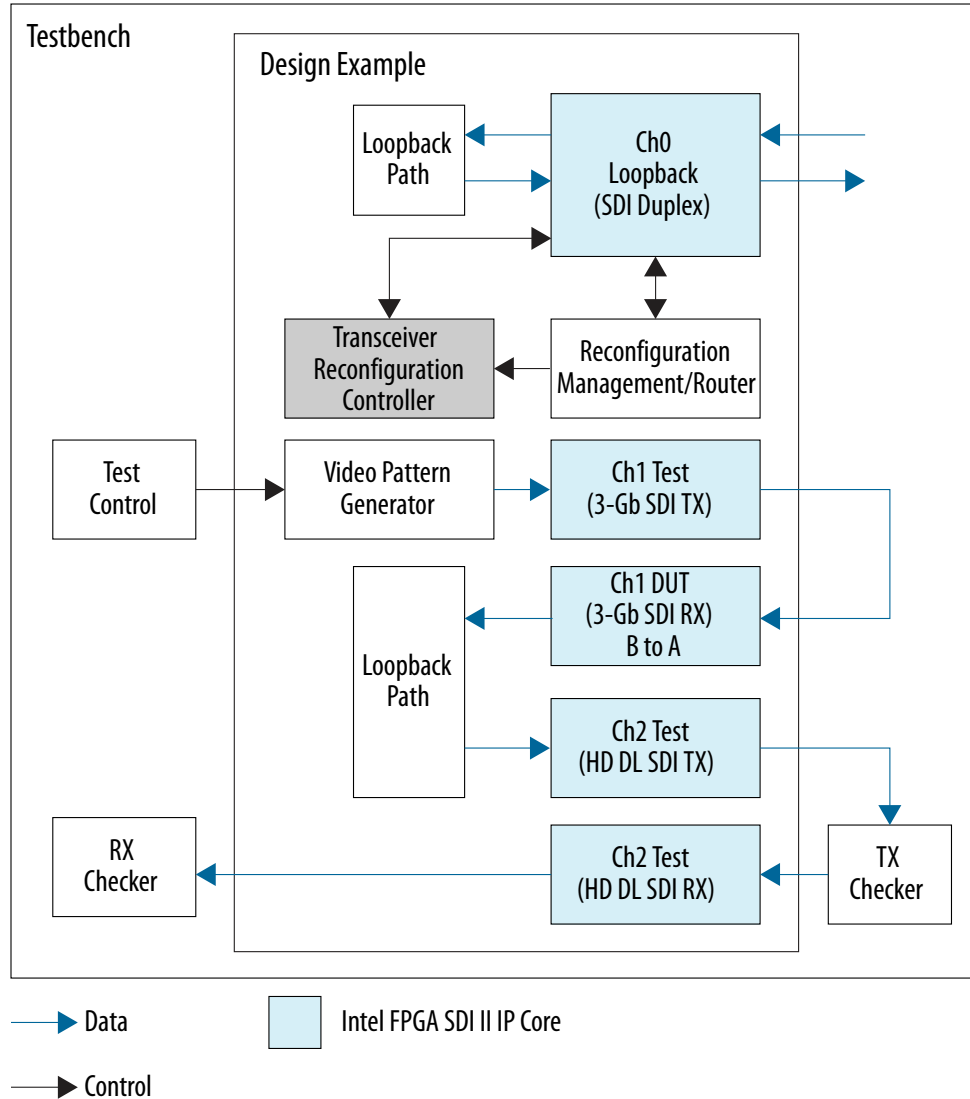 Testbench
Design Example
Loopback
Path
Ch0
Loopback
(SDI Duplex)
Transceiver
Reconfiguration
Controller
Reconfiguration
Management/Router
Test
Control
Video Pattern
Generator
Ch1 Test
(3-Gb SDI TX)
Ch1 DUT
(3-Gb SDI RX)
B to A
Loopback
Path
Ch2 Test
(HD DL SDI TX)
RX
Checker
Ch2 Test
(HD DL SDI RX)
TX
Checker
Data
Intel FPGA SDI II IP Core
Control